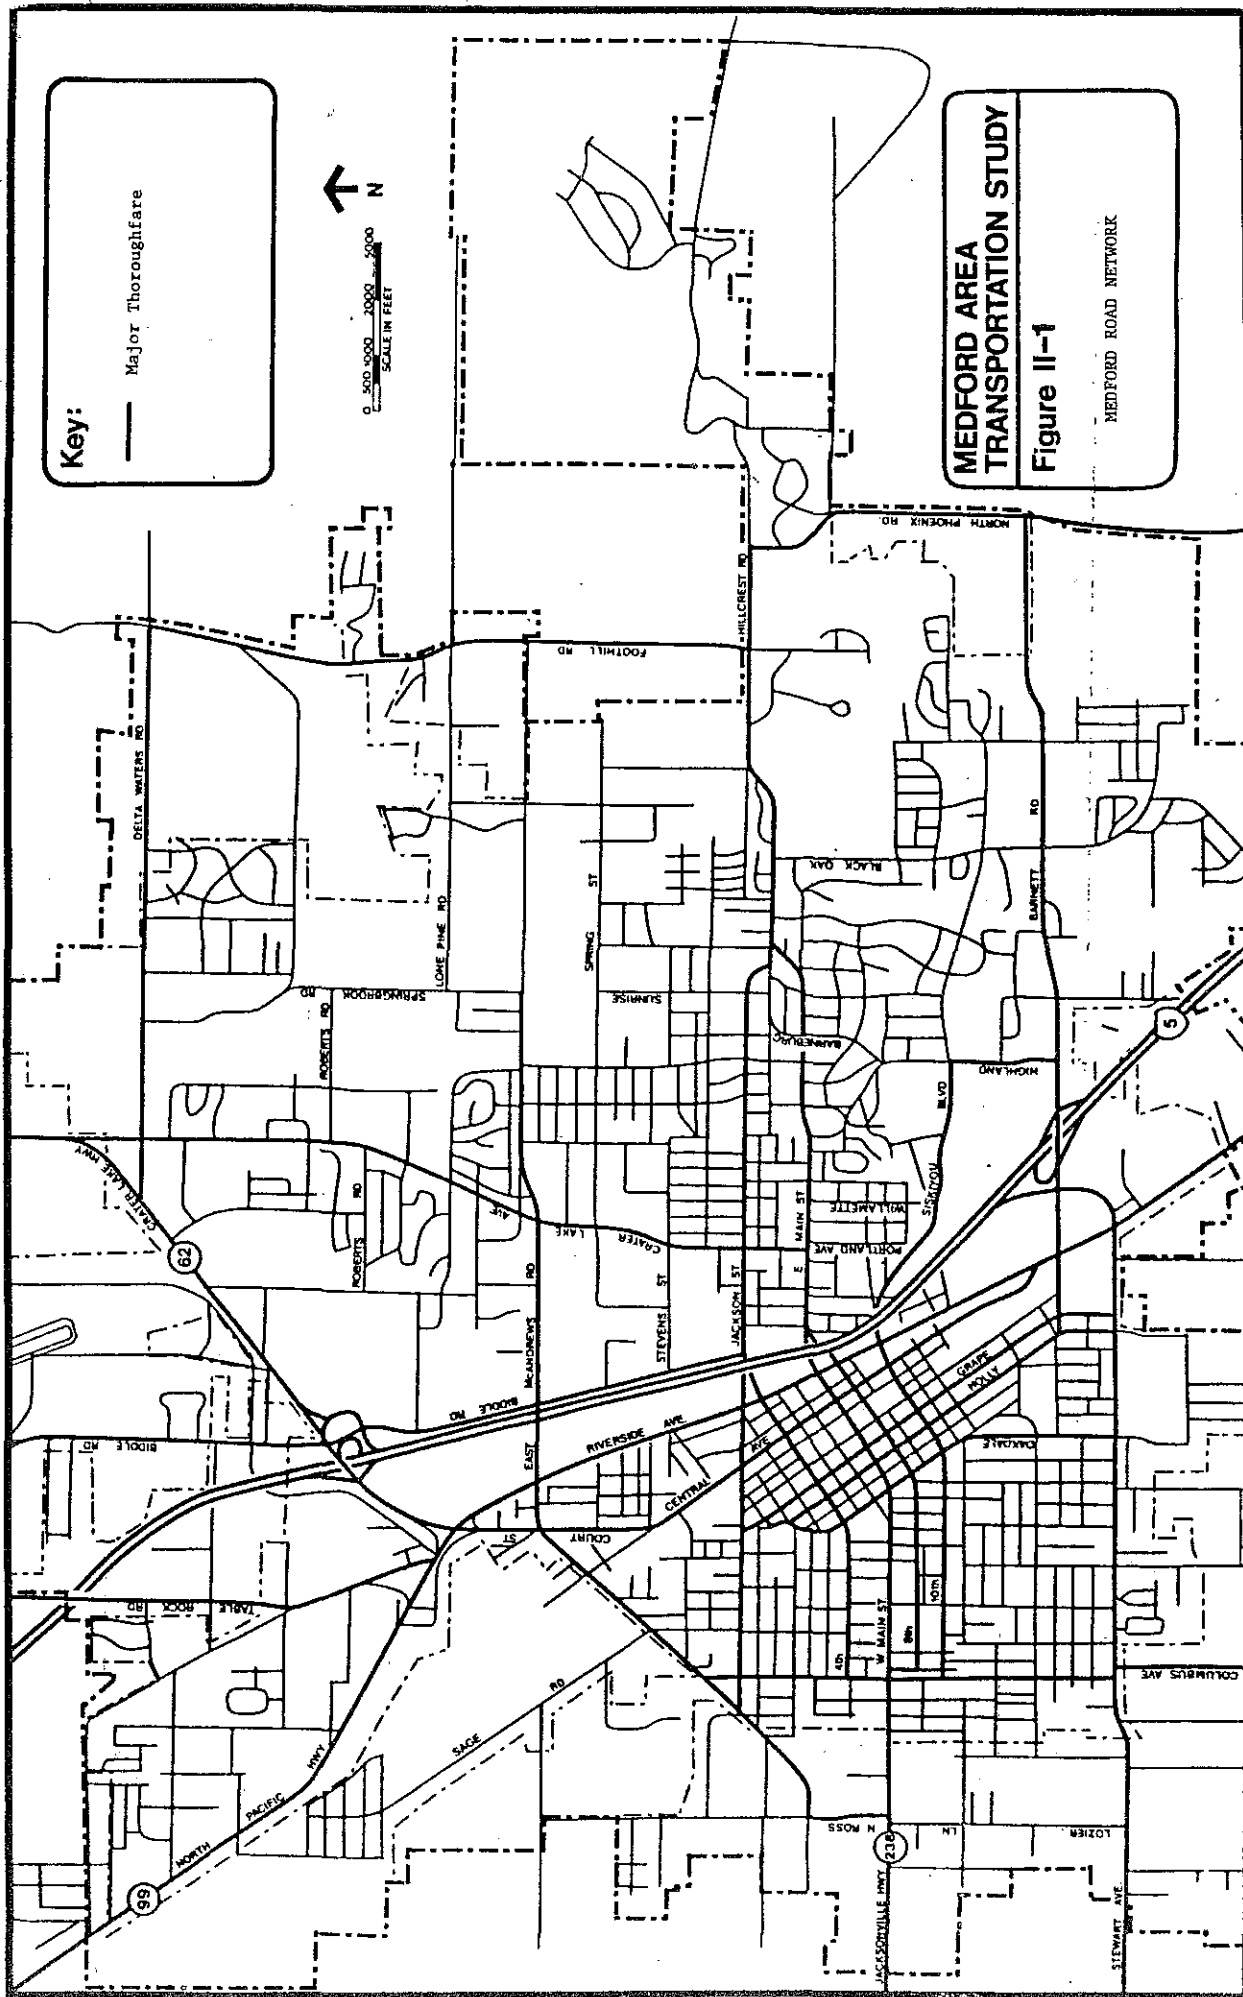 Key:
Major Thoroughfare
N
0 500 1000 2000 5000
SCALE IN FEET
MEDFORD AREA
TRANSPORTATION STUDY
Figure II-1
MEDFORD ROAD NETWORK
DELTA WATERS RD
CRATER LAKE HWY
62
ROBERTS RD
SPRINGBROOK RD
LONE PINE RD
FOOTHILL RD
HILLCREST RD
NORTH PHOENIX RD.
ROBERTS RD
CRATER LAKE AVE
SPRING ST
SUNRISE
BLACK OAK
BARNETT RD
BARNEBURG
HIGHLAND
5
SISKIYOU BLVD
WILLAMETTE
PORTLAND AVE
E MAIN ST
JACKSON ST
STEVENS ST
EAST McANDREWS RD
BIDDLE RD
BIDDLE RD
RIVERSIDE AVE.
CENTRAL AVE
COURT ST
GRAPE
HOLLY
OAKDALE
TABLE ROCK RD
NORTH PACIFIC HWY
99
SAGE RD
4th
W MAIN ST
8th
10th
COLUMBUS AVE
N ROSS LN
LOZIER
238
JACKSONVILLE HWY
STEWART AVE.